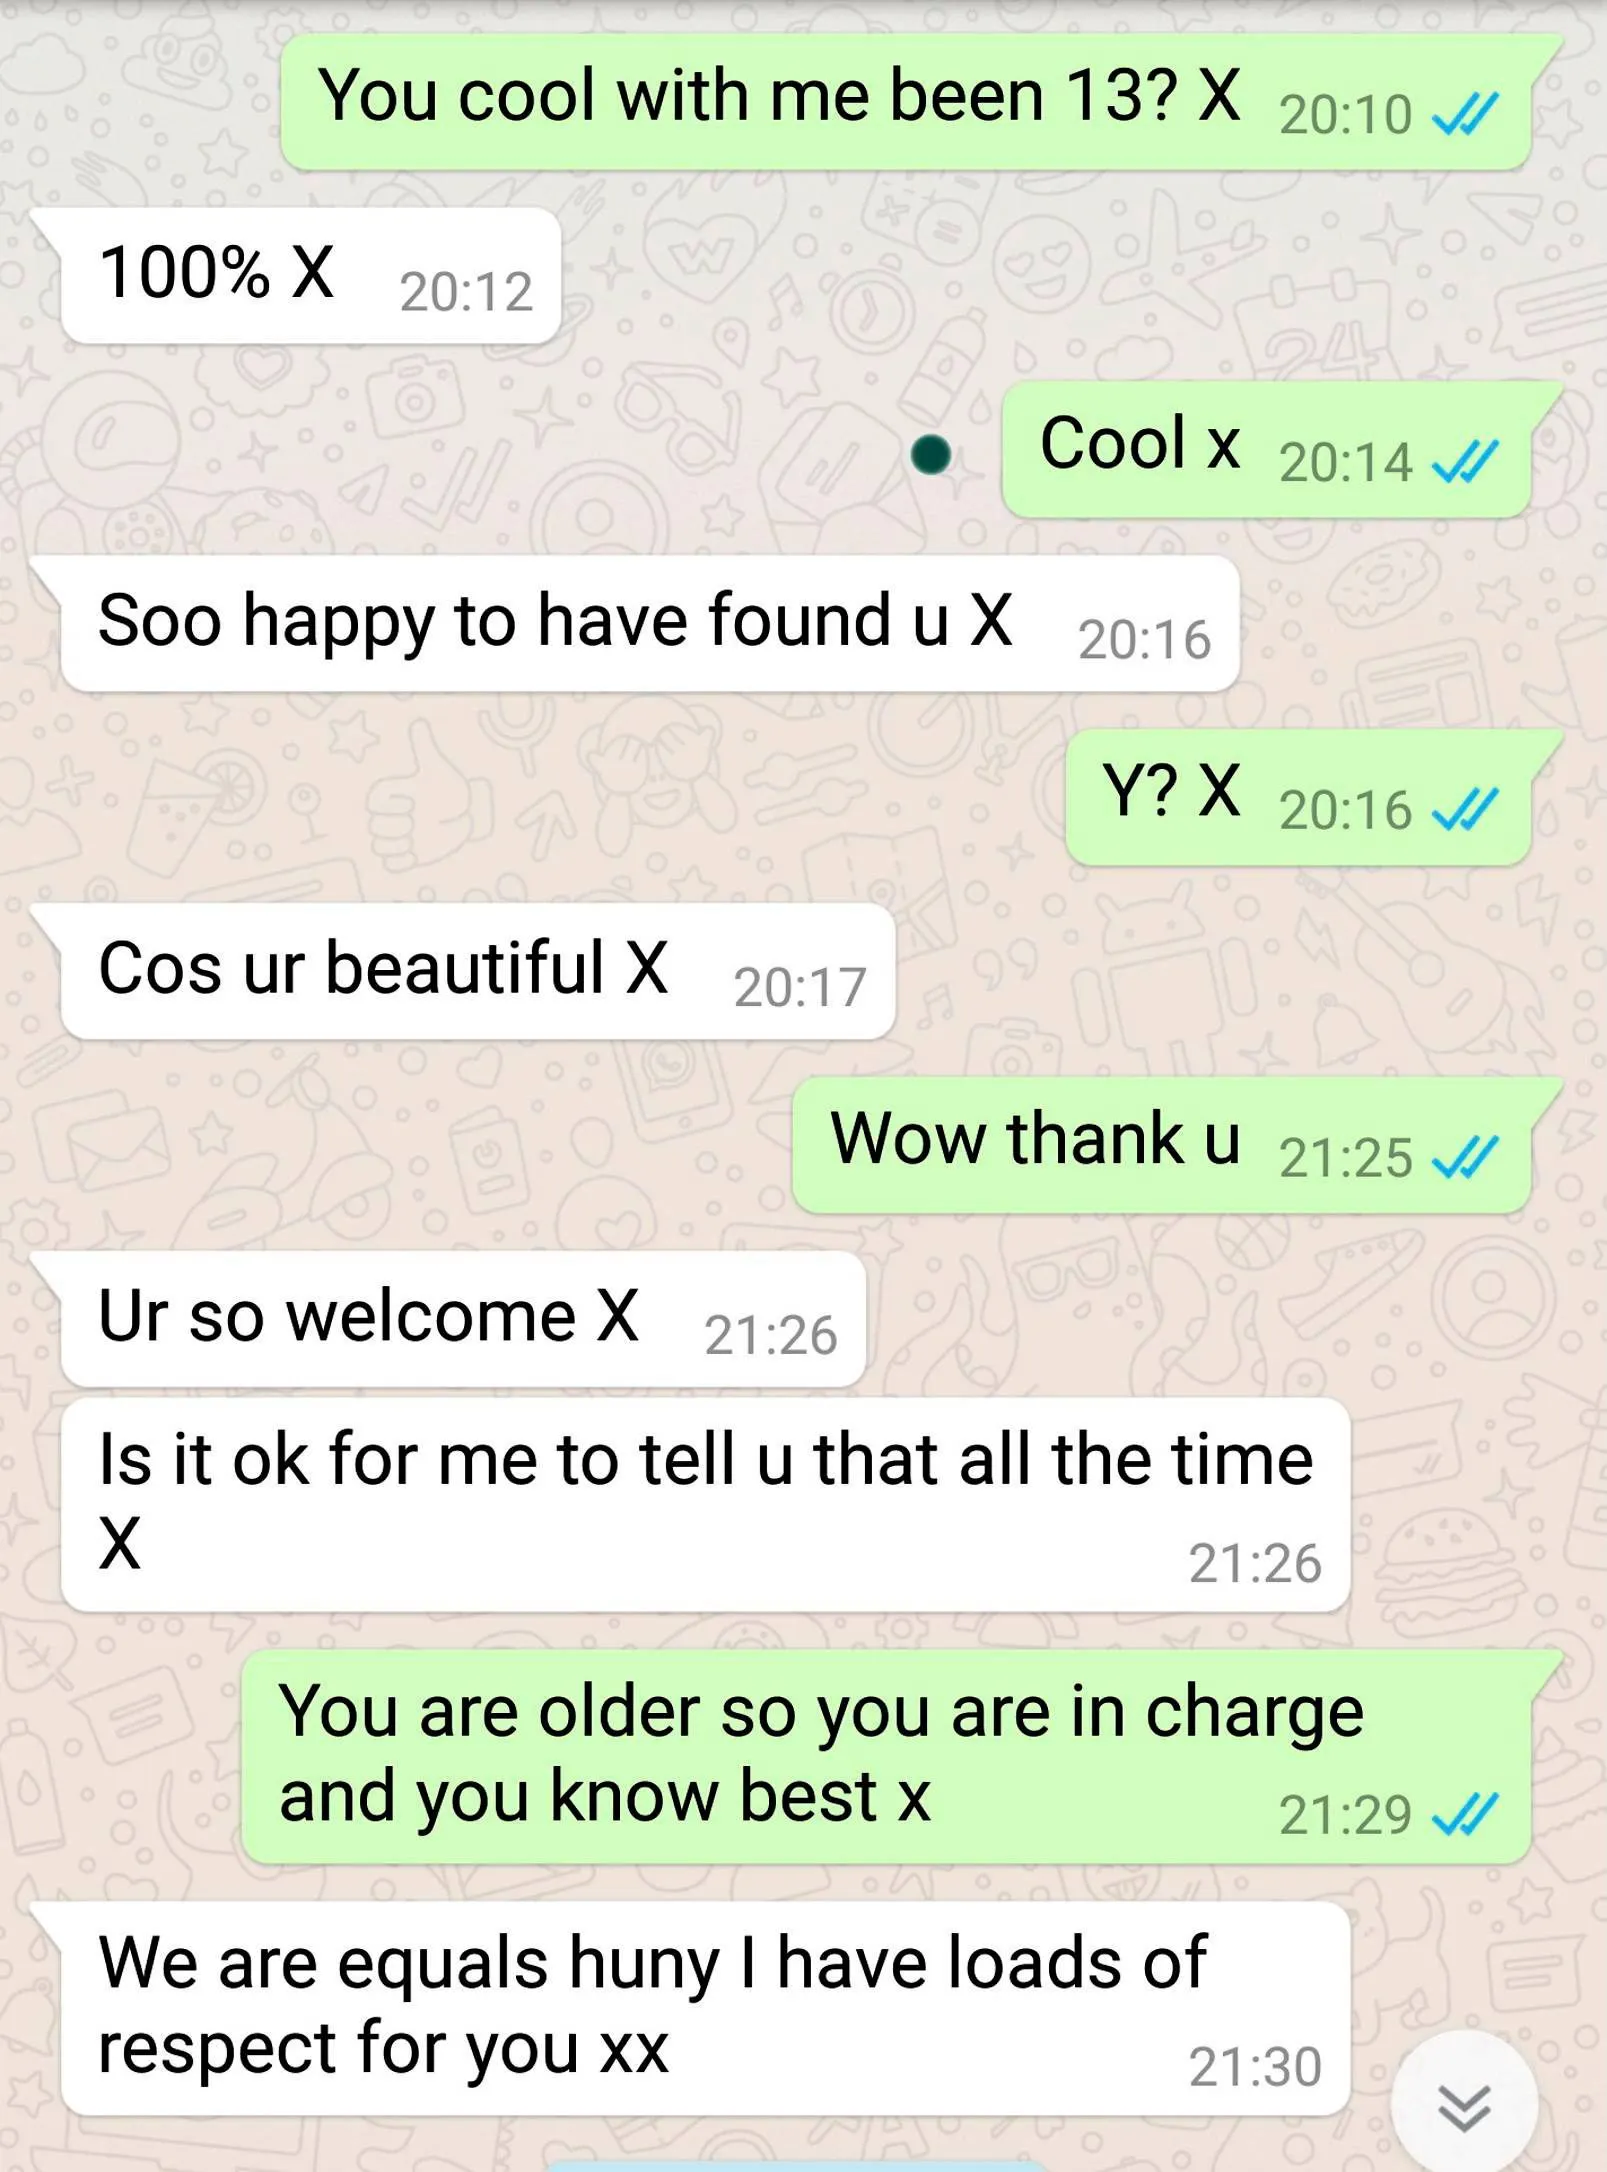 You cool with me been 13? X 20:10
100% X 20:12
Cool x 20:14
Soo happy to have found u X 20:16
Y? X 20:16
Cos ur beautiful X 20:17
Wow thank u 21:25
Ur so welcome X 21:26
Is it ok for me to tell u that all the time
X 21:26
You are older so you are in charge
and you know best x 21:29
We are equals huny I have loads of
respect for you xx 21:30